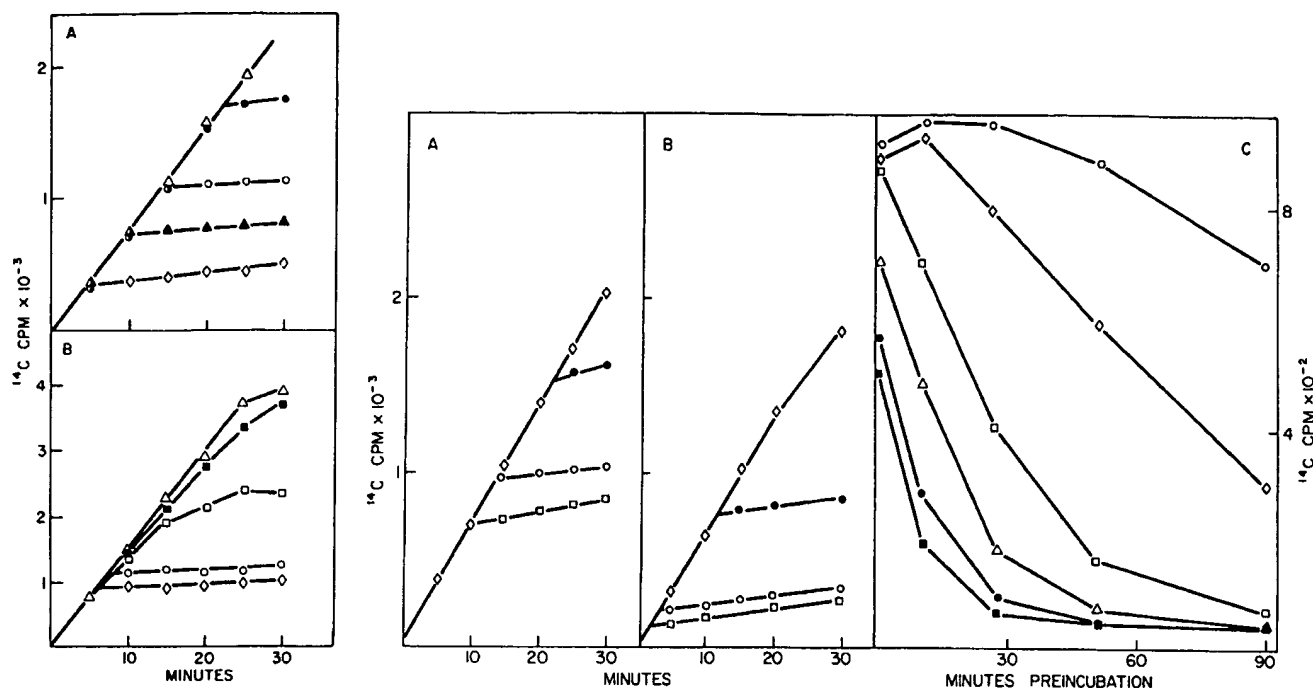 A
2
1
¹⁴C CPM x 10⁻³
B
4
3
2
1
10 20 30
MINUTES
A
2
1
¹⁴C CPM x 10⁻³
10 20 30
MINUTES
B
10 20 30
C
8
4
¹⁴C CPM x 10⁻²
30 60 90
MINUTES PREINCUBATION